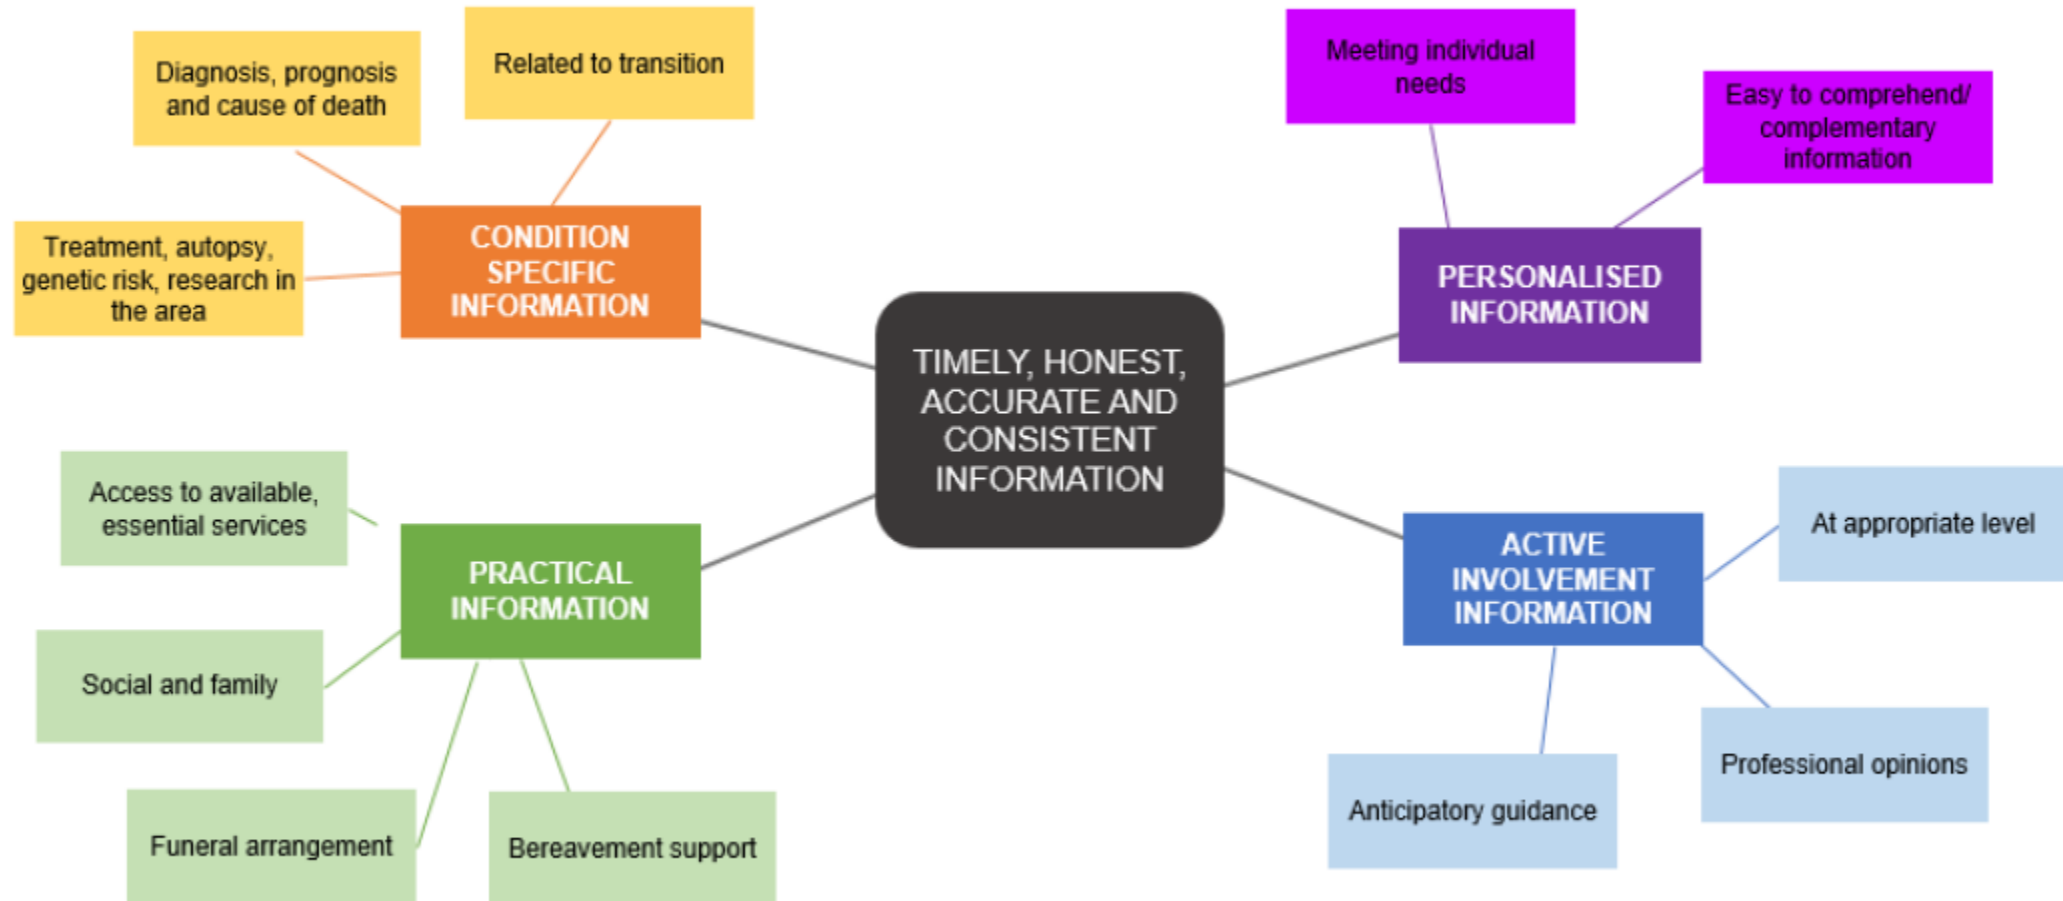 Diagnosis, prognosis
and cause of death
Related to transition
Treatment, autopsy,
genetic risk, research in
the area
CONDITION
SPECIFIC
INFORMATION
Meeting individual
needs
Easy to comprehend/
complementary
information
PERSONALISED
INFORMATION
TIMELY, HONEST,
ACCURATE AND
CONSISTENT
INFORMATION
Access to available,
essential services
PRACTICAL
INFORMATION
Social and family
Funeral arrangement
Bereavement support
ACTIVE
INVOLVEMENT
INFORMATION
At appropriate level
Professional opinions
Anticipatory guidance